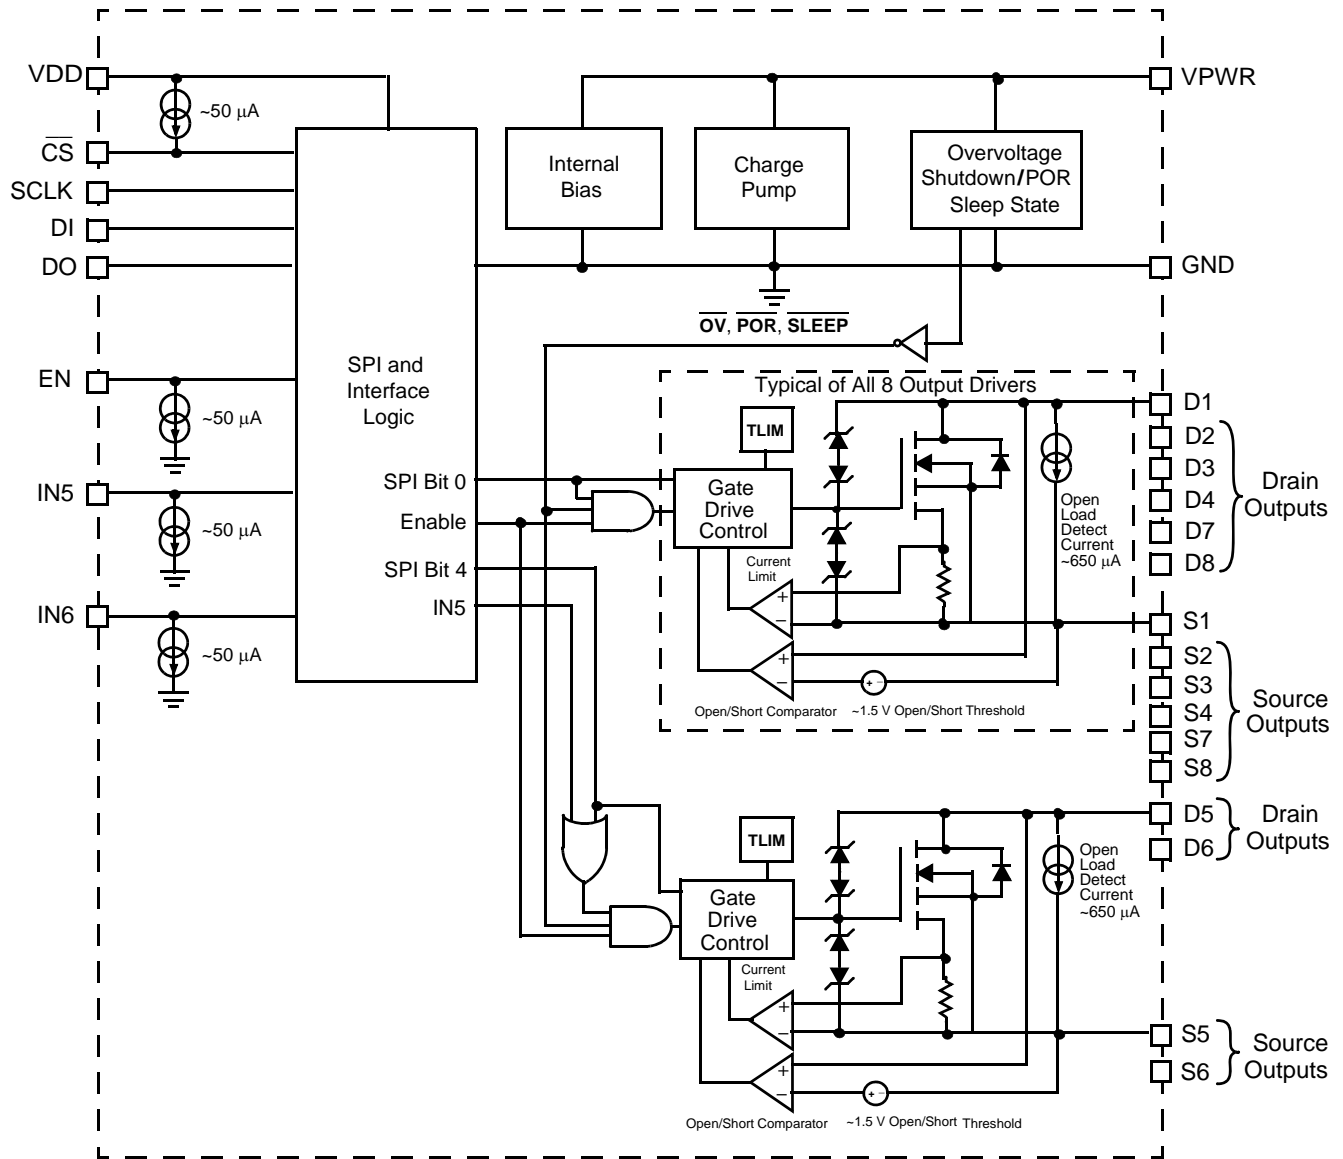 VDD
~50 μA
CS
SCLK
DI
DO
EN
~50 μA
IN5
~50 μA
IN6
~50 μA
SPI and
Interface
Logic
SPI Bit 0
Enable
SPI Bit 4
IN5
Internal
Bias
Charge
Pump
Overvoltage
Shutdown/POR
Sleep State
VPWR
GND
OV, POR, SLEEP
Typical of All 8 Output Drivers
TLIM
Gate
Drive
Control
Current
Limit
+
−
+
−
+ −
Open
Load
Detect
Current
~650 μA
Open/Short Comparator
~1.5 V Open/Short Threshold
D1
D2
D3
D4
D7
D8
Drain
Outputs
S1
S2
S3
S4
S7
S8
Source
Outputs
TLIM
Gate
Drive
Control
Current
Limit
+
−
+
−
+ −
Open
Load
Detect
Current
~650 μA
Open/Short Comparator
~1.5 V Open/Short Threshold
D5
D6
Drain
Outputs
S5
S6
Source
Outputs